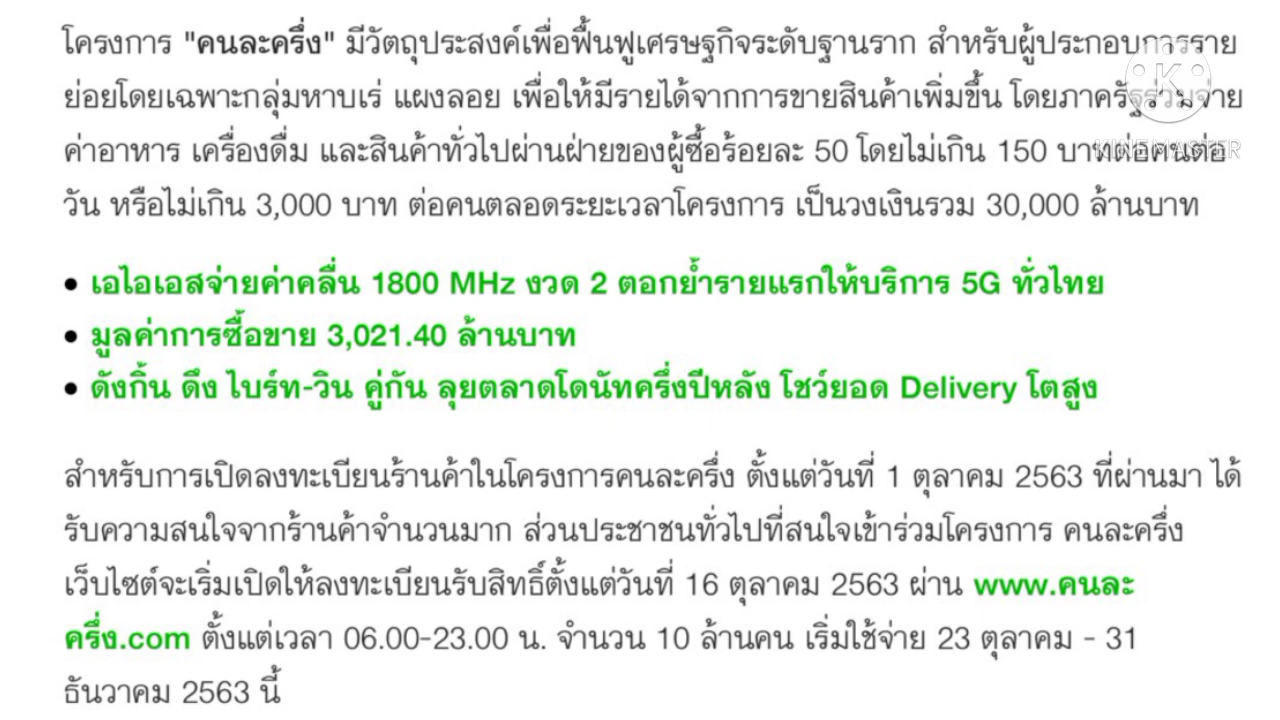 โครงการ "คนละครึ่ง" มีวัตถุประสงค์เพื่อฟื้นฟูเศรษฐกิจระดับฐานราก สำหรับผู้ประกอบการราย
ย่อยโดยเฉพาะกลุ่มหาบเร่ แผงลอย เพื่อให้มีรายได้จากการขายสินค้าเพิ่มขึ้น โดยภาครัฐร่วมจ่าย
ค่าอาหาร เครื่องดื่ม และสินค้าทั่วไปผ่านฝ่ายของผู้ซื้อร้อยละ 50 โดยไม่เกิน 150 บาทต่อคนต่อ
วัน หรือไม่เกิน 3,000 บาท ต่อคนตลอดระยะเวลาโครงการ เป็นวงเงินรวม 30,000 ล้านบาท
K
KINEMASTER
• เอไอเอสจ่ายค่าคลื่น 1800 MHz งวด 2 ตอกย้ำรายแรกให้บริการ 5G ทั่วไทย
• มูลค่าการซื้อขาย 3,021.40 ล้านบาท
• ดังกิ้น ดึง ไบร์ท-วิน คู่กัน ลุยตลาดโดนัทครึ่งปีหลัง โชว์ยอด Delivery โตสูง
สำหรับการเปิดลงทะเบียนร้านค้าในโครงการคนละครึ่ง ตั้งแต่วันที่ 1 ตุลาคม 2563 ที่ผ่านมา ได้
รับความสนใจจากร้านค้าจำนวนมาก ส่วนประชาชนทั่วไปที่สนใจเข้าร่วมโครงการ คนละครึ่ง
เว็บไซต์จะเริ่มเปิดให้ลงทะเบียนรับสิทธิ์ตั้งแต่วันที่ 16 ตุลาคม 2563 ผ่าน www.คนละ
ครึ่ง.com ตั้งแต่เวลา 06.00-23.00 น. จำนวน 10 ล้านคน เริ่มใช้จ่าย 23 ตุลาคม - 31
ธันวาคม 2563 นี้